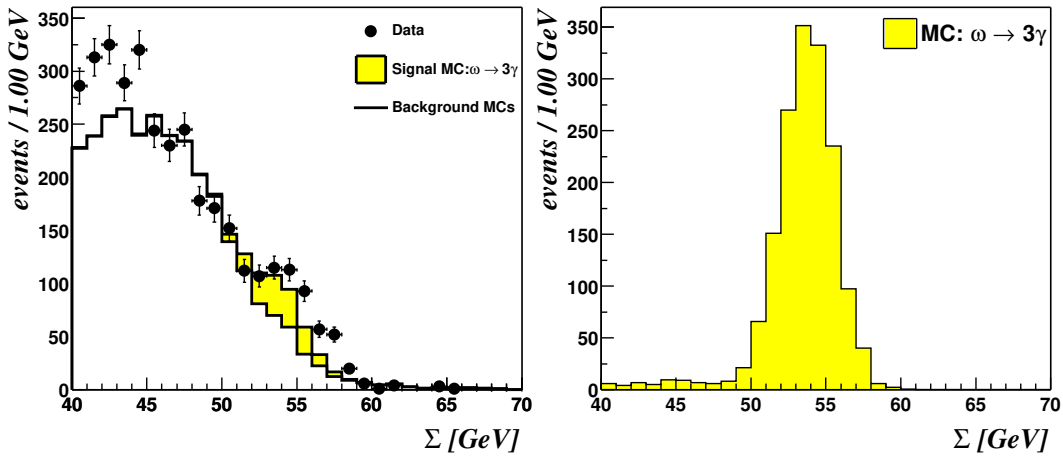 events / 1.00 GeV
350
300
250
200
150
100
50
0
40 45 50 55 60 65 70
Σ [GeV]
Data
Signal MC:ω → 3γ
Background MCs
events / 1.00 GeV
350
300
250
200
150
100
50
0
40 45 50 55 60 65 70
Σ [GeV]
MC: ω → 3γ